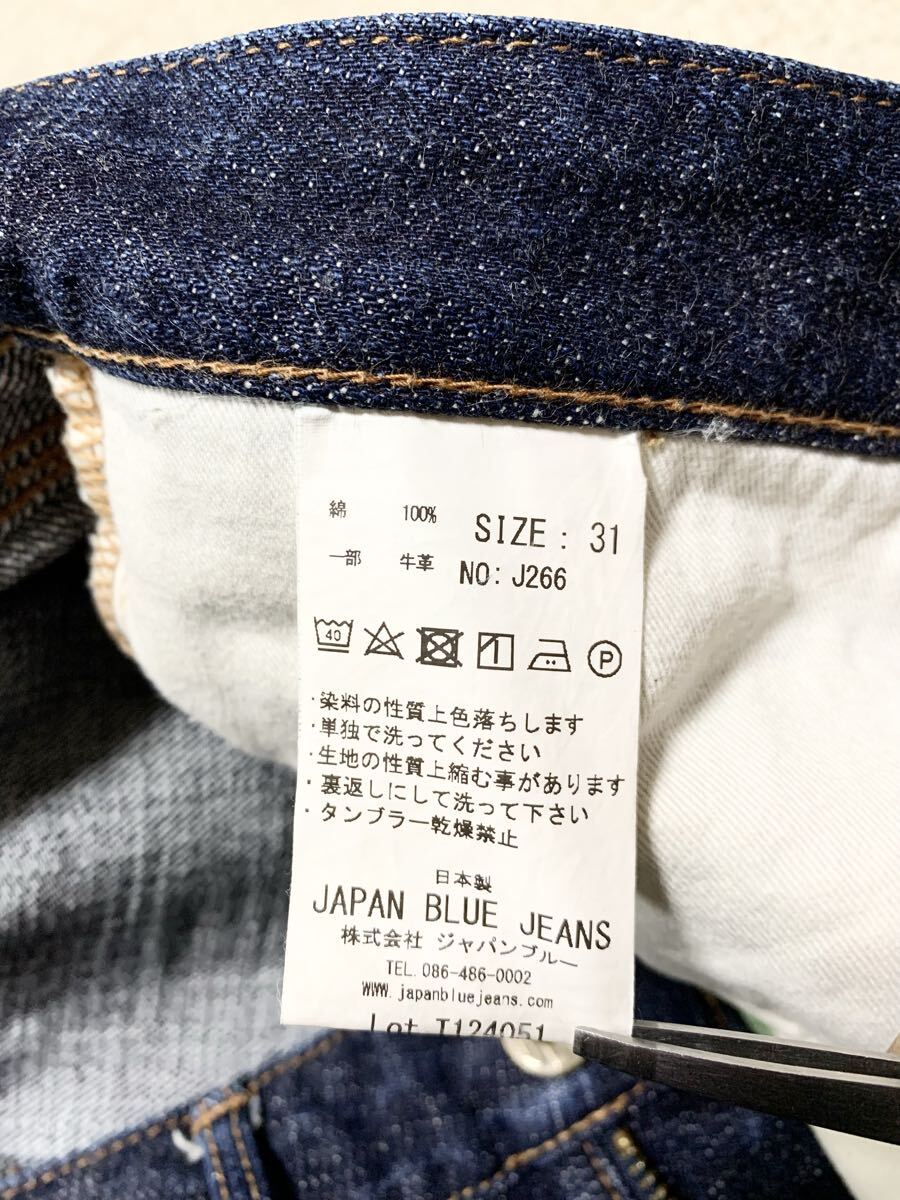 綿 100% SIZE : 31
一部 牛革 NO: J266
40 P
・染料の性質上色落ちします
・単独で洗ってください
・生地の性質上縮む事があります
・裏返しにして洗って下さい
・タンブラー乾燥禁止
日本製
JAPAN BLUE JEANS
株式会社 ジャパンブルー
TEL. 086-486-0002
www. japanbluejeans.com
Lot T124051